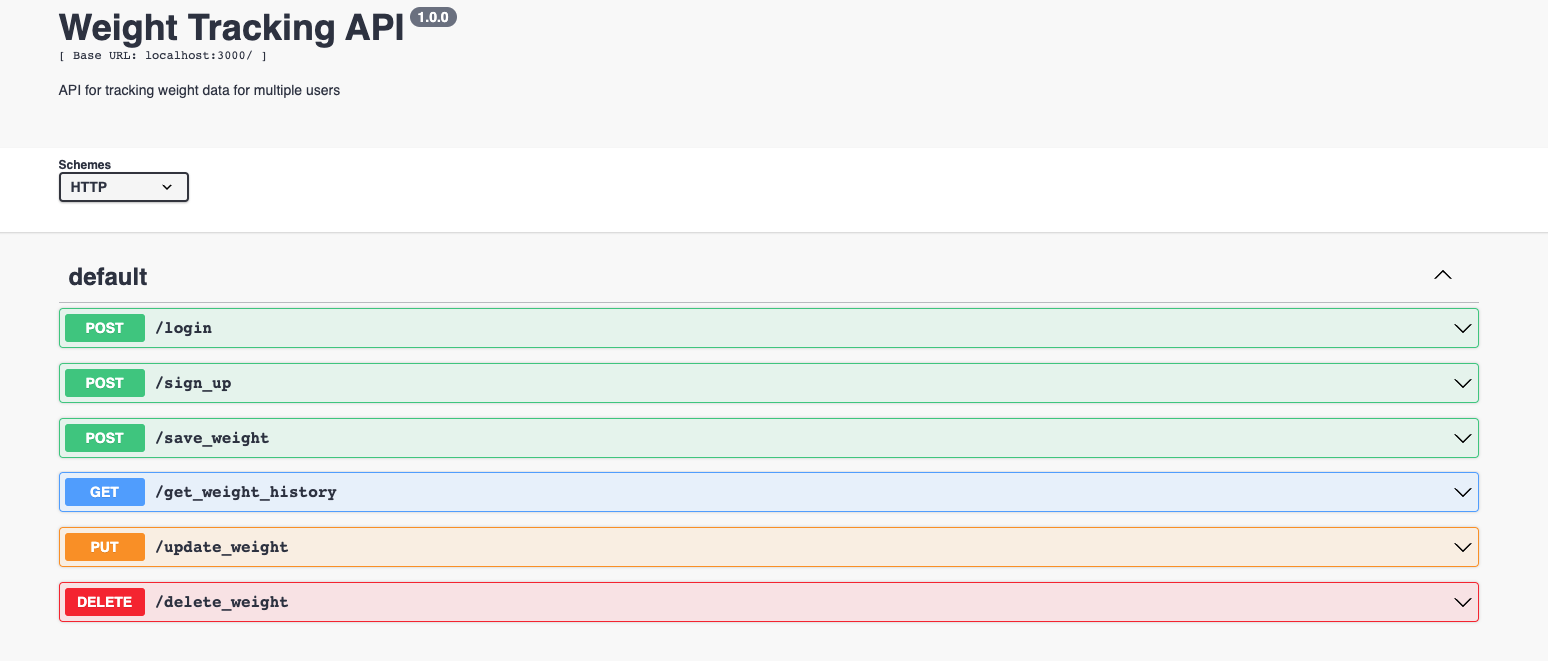 Weight Tracking API 1.0.0
[ Base URL: localhost:3000/ ]
API for tracking weight data for multiple users
Schemes
HTTP
default
POST /login
POST /sign_up
POST /save_weight
GET /get_weight_history
PUT /update_weight
DELETE /delete_weight